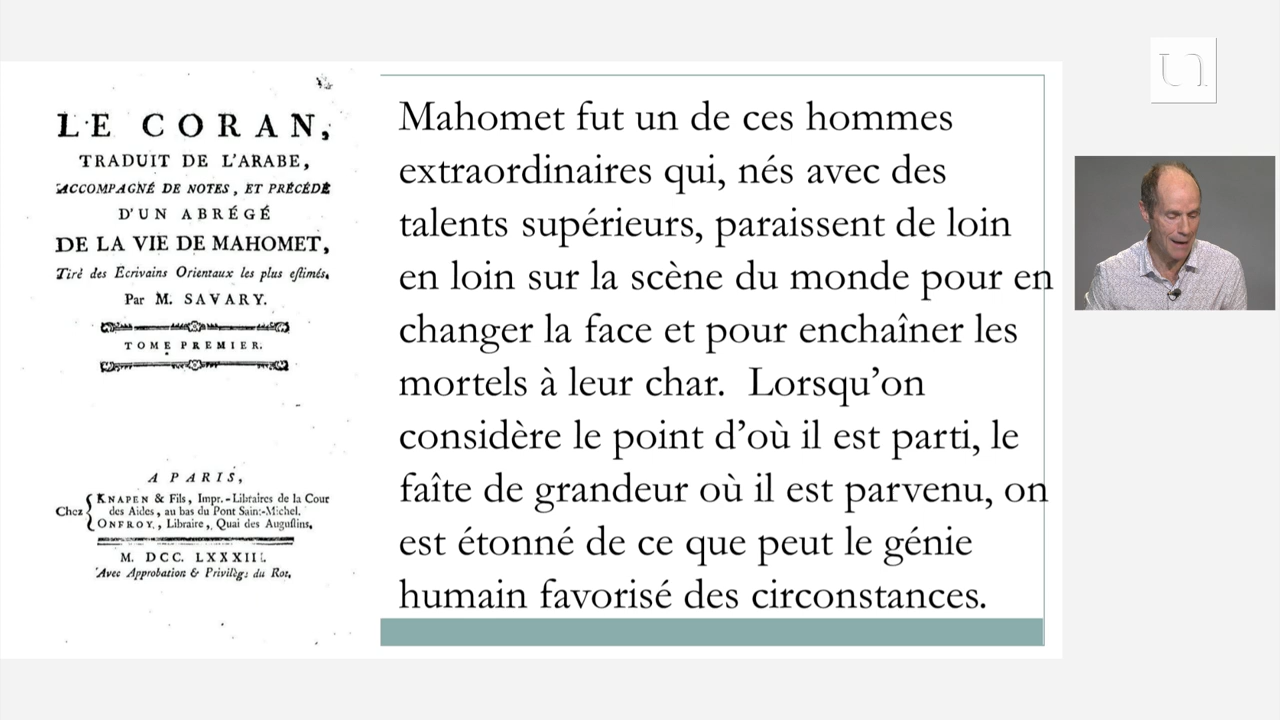 LE CORAN,
TRADUIT DE L'ARABE,
ACCOMPAGNÉ DE NOTES, ET PRÉCÉDÉ
D'UN ABRÉGÉ
DE LA VIE DE MAHOMET,
Tiré des Écrivains Orientaux les plus estimés.
Par M. SAVARY.
TOME PREMIER.
A PARIS,
Chez { KNAPEN & Fils, Impr.-Libraires de la Cour
des Aides, au bas du Pont Saint-Michel.
ONFROY, Libraire, Quai des Augustins.
M. DCC. LXXXIII.
Avec Approbation & Privilège du Roi.
Mahomet fut un de ces hommes
extraordinaires qui, nés avec des
talents supérieurs, paraissent de loin
en loin sur la scène du monde pour en
changer la face et pour enchaîner les
mortels à leur char.  Lorsqu'on
considère le point d'où il est parti, le
faîte de grandeur où il est parvenu, on
est étonné de ce que peut le génie
humain favorisé des circonstances.